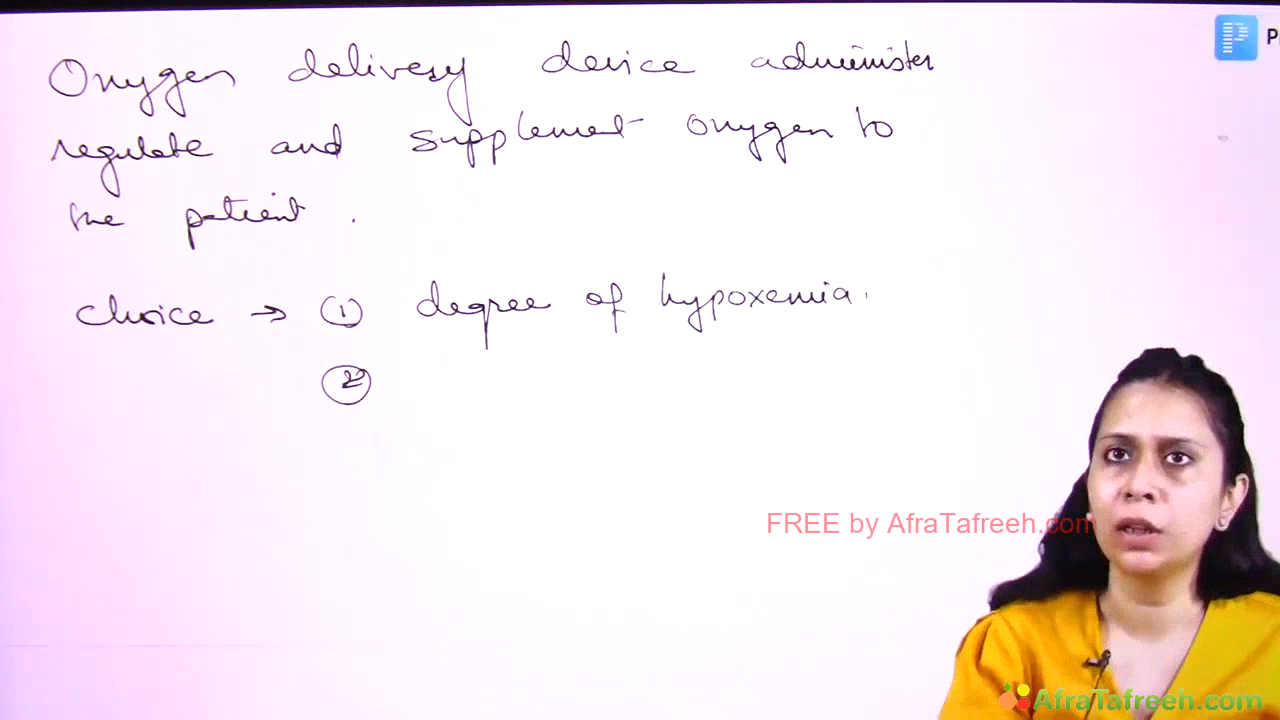 Oxygen delivery device administer
regulate and supplement oxygen to
the patient.
choice → (1) degree of hypoxemia.
(2)
FREE by AfraTafreeh.com
AfraTafreeh.com